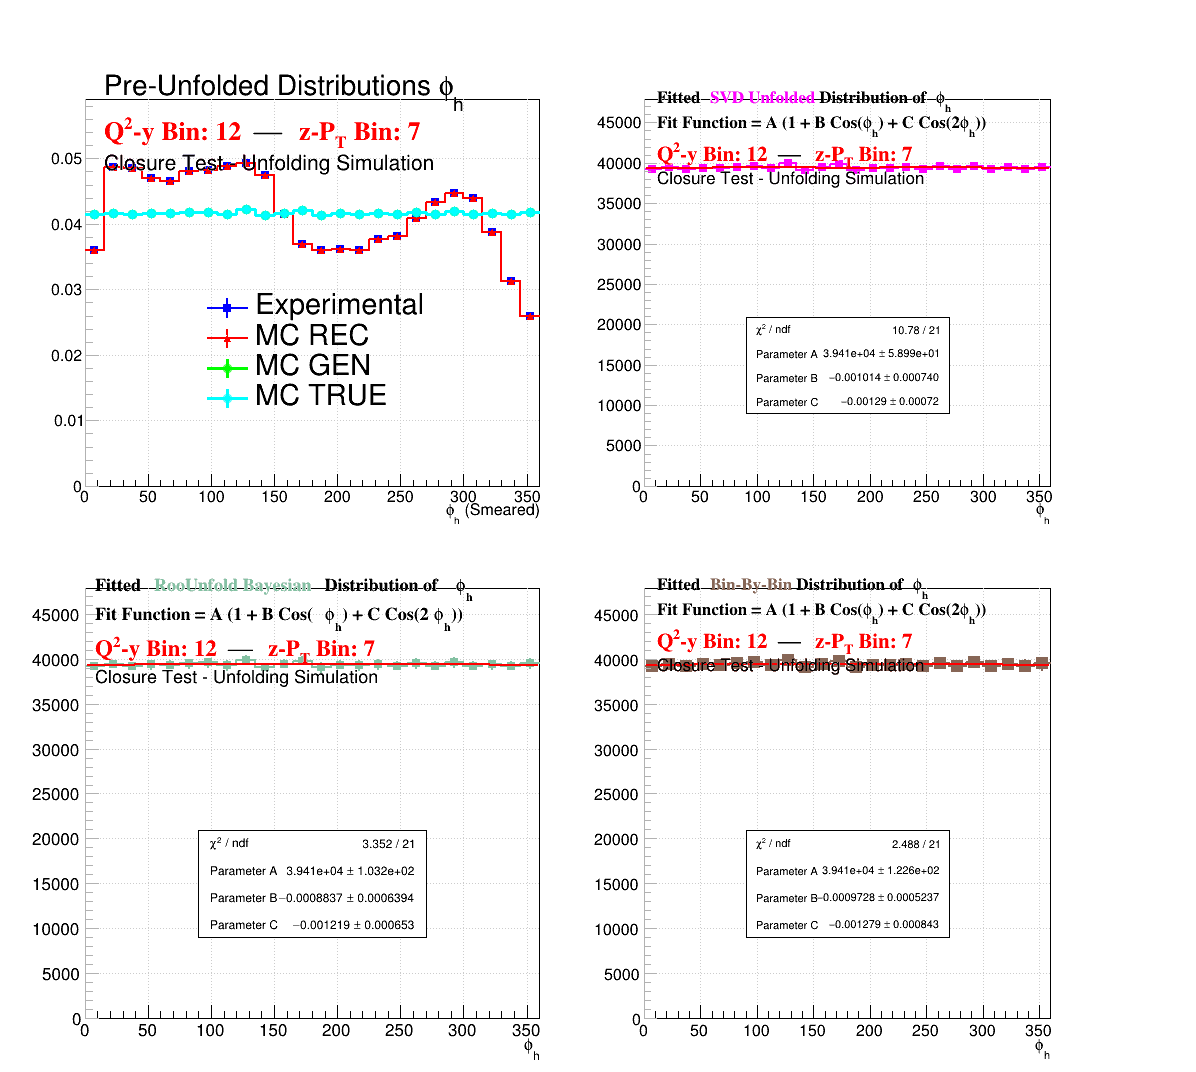 Pre-Unfolded Distributions ϕh
Q2-y Bin: 12 — z-PT Bin: 7
Closure Test - Unfolding Simulation
0.05
0.04
0.03
0.02
0.01
0
Experimental
MC REC
MC GEN
MC TRUE
0 50 100 150 200 250 300 350
ϕh (Smeared)
Fitted SVD Unfolded Distribution of ϕh
Fit Function = A (1 + B Cos(ϕh) + C Cos(2ϕh))
Q2-y Bin: 12 — z-PT Bin: 7
Closure Test - Unfolding Simulation
45000
40000
35000
30000
25000
20000
15000
10000
5000
0
χ2 / ndf 10.78 / 21
Parameter A 3.941e+04 ± 5.899e+01
Parameter B −0.001014 ± 0.000740
Parameter C −0.00129 ± 0.00072
0 50 100 150 200 250 300 350
ϕh
Fitted RooUnfold Bayesian Distribution of ϕh
Fit Function = A (1 + B Cos( ϕh) + C Cos(2 ϕh))
Q2-y Bin: 12 — z-PT Bin: 7
Closure Test - Unfolding Simulation
45000
40000
35000
30000
25000
20000
15000
10000
5000
0
χ2 / ndf 3.352 / 21
Parameter A 3.941e+04 ± 1.032e+02
Parameter B −0.0008837 ± 0.0006394
Parameter C −0.001219 ± 0.000653
0 50 100 150 200 250 300 350
ϕh
Fitted Bin-By-Bin Distribution of ϕh
Fit Function = A (1 + B Cos(ϕh) + C Cos(2ϕh))
Q2-y Bin: 12 — z-PT Bin: 7
Closure Test - Unfolding Simulation
45000
40000
35000
30000
25000
20000
15000
10000
5000
0
χ2 / ndf 2.488 / 21
Parameter A 3.941e+04 ± 1.226e+02
Parameter B −0.0009728 ± 0.0005237
Parameter C −0.001279 ± 0.000843
0 50 100 150 200 250 300 350
ϕh